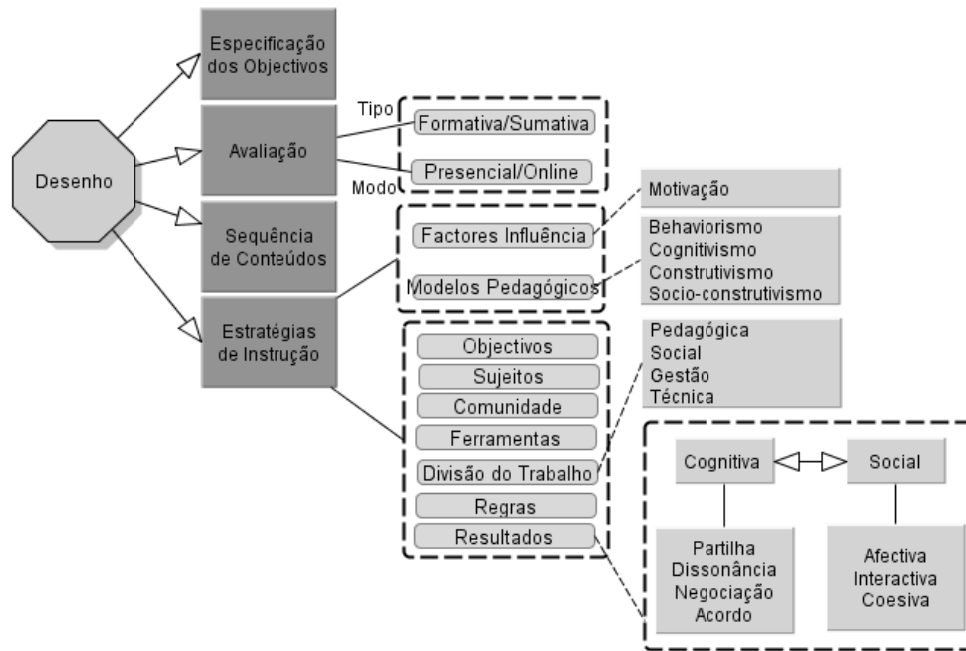 Desenho
Especificação
dos Objectivos
Avaliação
Sequência
de Conteúdos
Estratégias
de Instrução
Tipo
Formativa/Sumativa
Modo
Presencial/Online
Factores Influência
Modelos Pedagógicos
Motivação
Behaviorismo
Cognitivismo
Construtivismo
Socio-construtivismo
Objectivos
Sujeitos
Comunidade
Ferramentas
Divisão do Trabalho
Regras
Resultados
Pedagógica
Social
Gestão
Técnica
Cognitiva
Social
Partilha
Dissonância
Negociação
Acordo
Afectiva
Interactiva
Coesiva